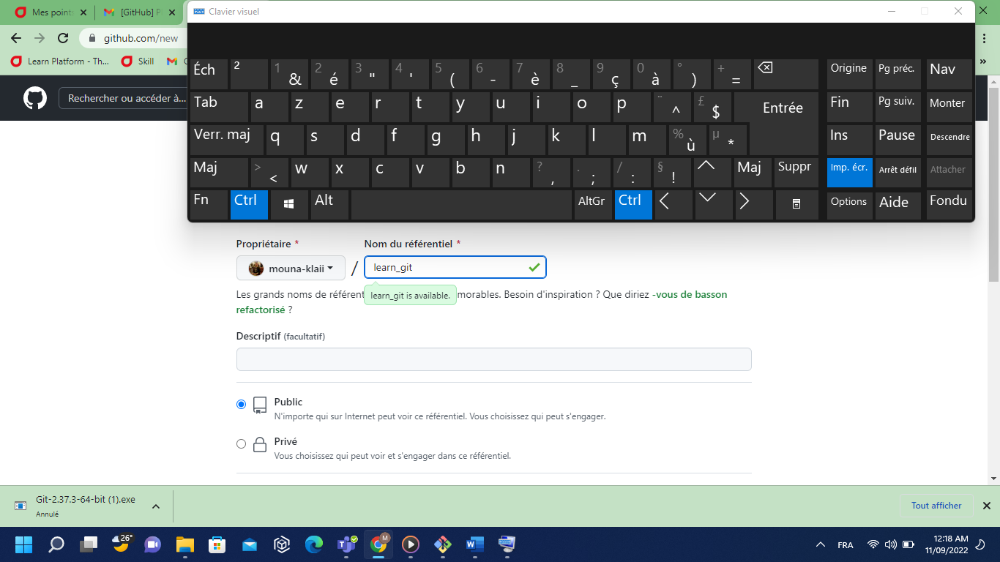 Mes points
[GitHub] P
Clavier visuel
github.com/new
Learn Platform - Th...
Skill
»
Rechercher ou accéder à...
Éch ² 1 & 2 é 3 " 4 ' 5 ( 6 - 7 è 8 _ 9 ç 0 à ° ) + = Origine Pg préc. Nav
Tab a z e r t y u i o p ¨ ^ £ $ Entrée Fin Pg suiv. Monter
Verr. maj q s d f g h j k l m % ù µ * Ins Pause Descendre
Maj > < w x c v b n ? , . ; / : § ! Maj Suppr Imp. écr. Arrêt défil Attacher
Fn Ctrl Alt AltGr Ctrl Options Aide Fondu
Propriétaire * Nom du référentiel *
mouna-klaii / learn_git
learn_git is available.
Les grands noms de référent morables. Besoin d'inspiration ? Que diriez -vous de basson
refactorisé ?
Descriptif (facultatif)
Public
N'importe qui sur Internet peut voir ce référentiel. Vous choisissez qui peut s'engager.
Privé
Vous choisissez qui peut voir et s'engager dans ce référentiel.
Git-2.37.3-64-bit (1).exe
Annulé
Tout afficher
26°
M
FRA
12:18 AM
11/09/2022